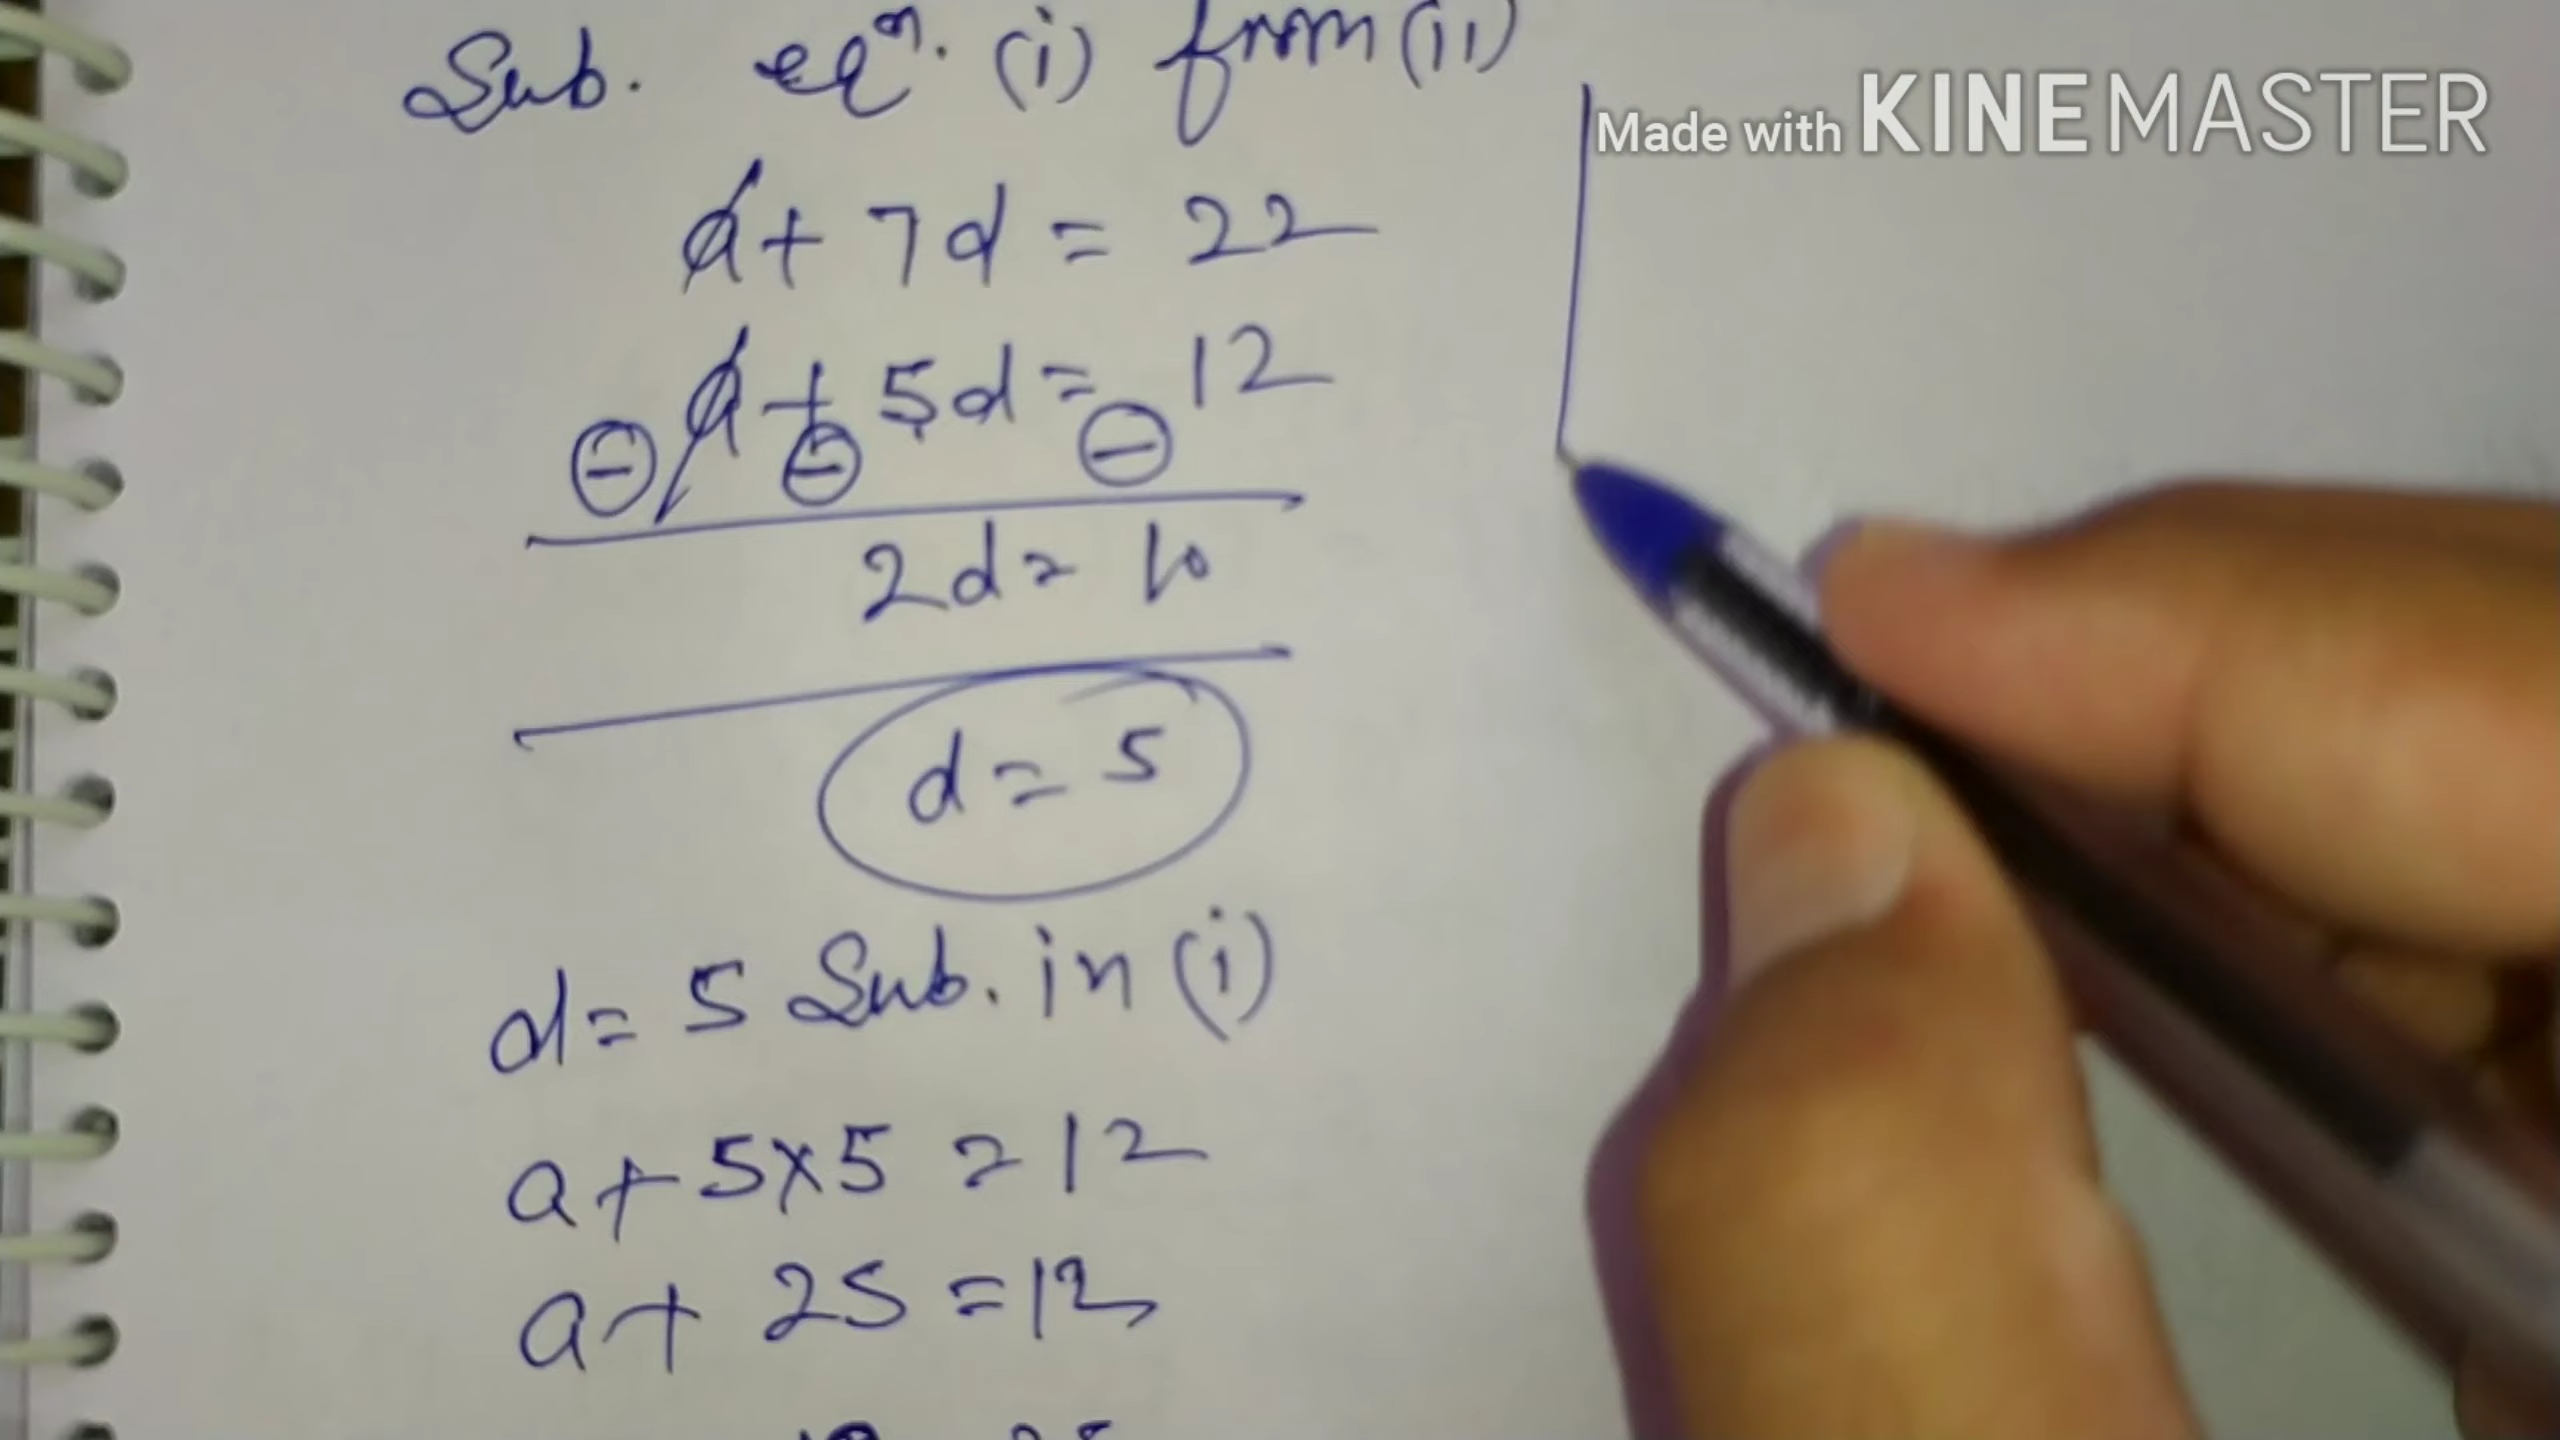 Sub. eqⁿ. (i) from (ii)
Made with KINEMASTER
a + 7d = 22
a + 5d = 12
⊖ ⊖ ⊖
2d = 10
d = 5
d = 5 Sub. in (i)
a + 5×5 = 12
a + 25 = 12